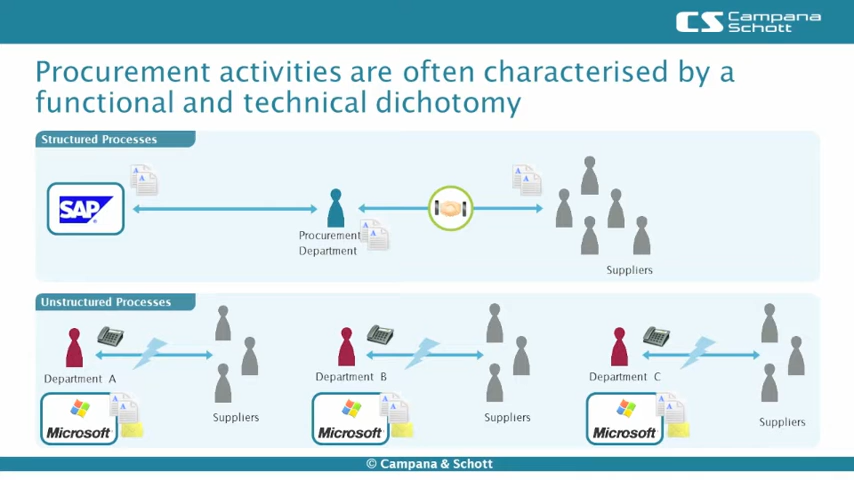 CS Campana
Schott
Procurement activities are often characterised by a
functional and technical dichotomy
Structured Processes
SAP
Procurement
Department
Suppliers
Unstructured Processes
Department A
Suppliers
Microsoft
Department B
Suppliers
Microsoft
Department C
Suppliers
Microsoft
© Campana & Schott